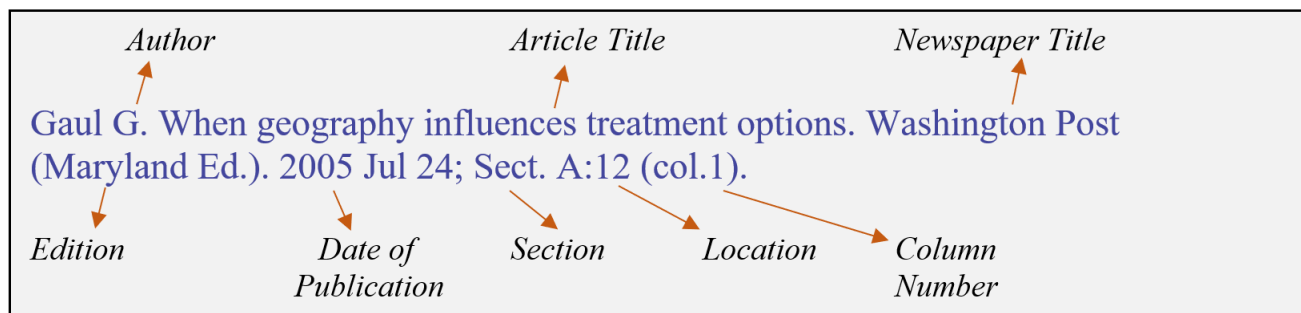 Author Article Title Newspaper Title
Gaul G. When geography influences treatment options. Washington Post
(Maryland Ed.). 2005 Jul 24; Sect. A:12 (col.1).
Edition Date of Section Location Column
Publication Number